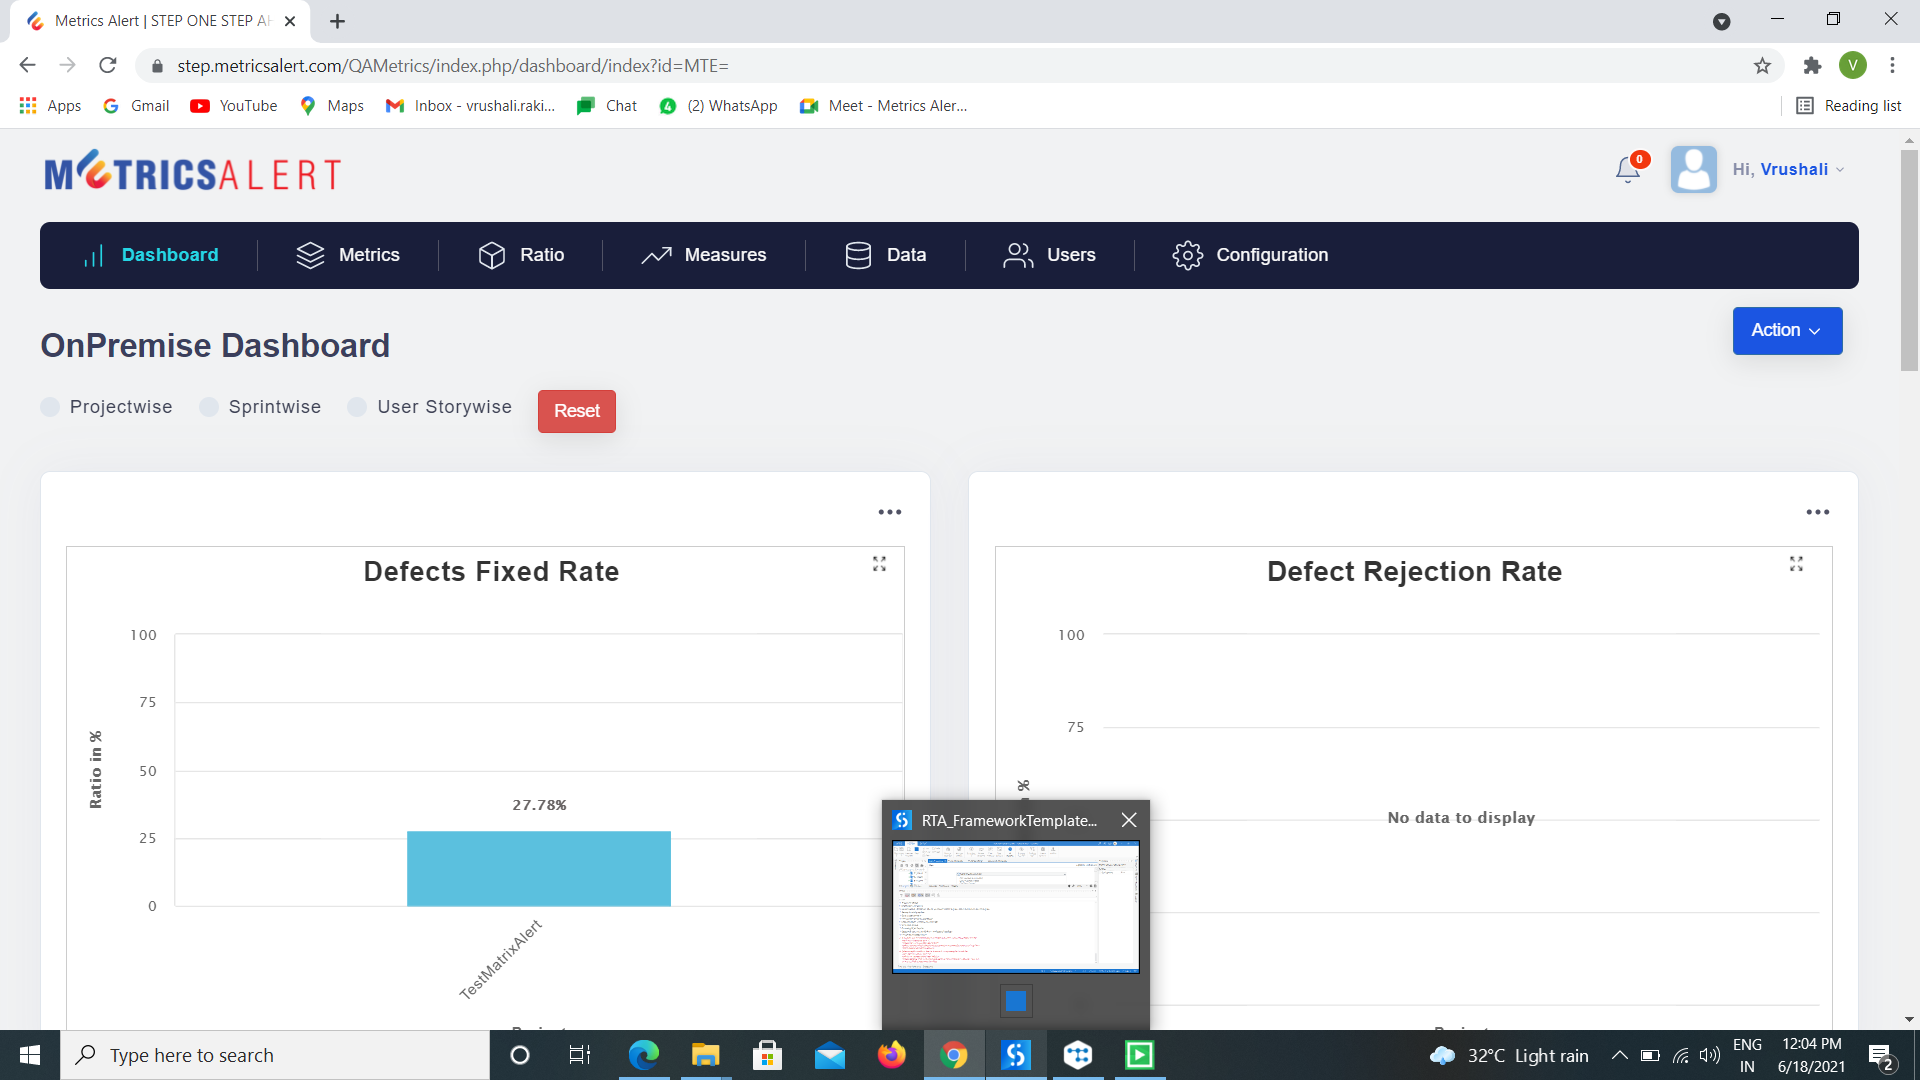 Metrics Alert | STEP ONE STEP AH
step.metricsalert.com/QAMetrics/index.php/dashboard/index?id=MTE=
V
Apps Gmail YouTube Maps Inbox - vrushali.raki... Chat (2) WhatsApp Meet - Metrics Aler... Reading list
METRICSALERT
0
Hi, Vrushali
Dashboard Metrics Ratio Measures Data Users Configuration
OnPremise Dashboard
Action
Projectwise Sprintwise User Storywise Reset
Defects Fixed Rate
100
75
50
25
0
Ratio in %
27.78%
TestMatrixAlert
Defect Rejection Rate
100
75
%
No data to display
RTA_FrameworkTemplate...
Type here to search
32°C Light rain
ENG
IN
12:04 PM
6/18/2021
2